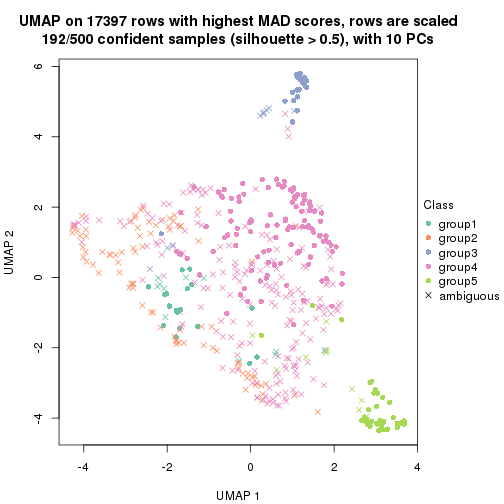 UMAP on 17397 rows with highest MAD scores, rows are scaled
192/500 confident samples (silhouette > 0.5), with 10 PCs
6
4
2
0
-2
-4
UMAP 2
-4
-2
0
2
4
UMAP 1
Class
group1
group2
group3
group4
group5
ambiguous